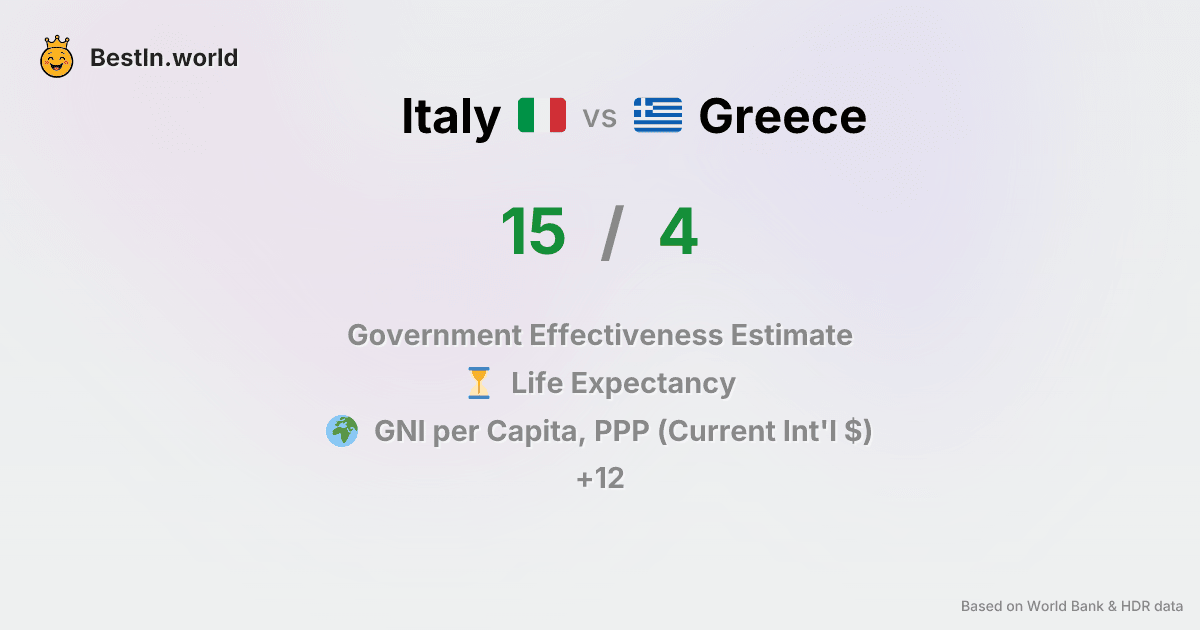 BestIn.world
Italy vs Greece
15 / 4
Government Effectiveness Estimate
Life Expectancy
GNI per Capita, PPP (Current Int'l $)
+12
Based on World Bank & HDR data